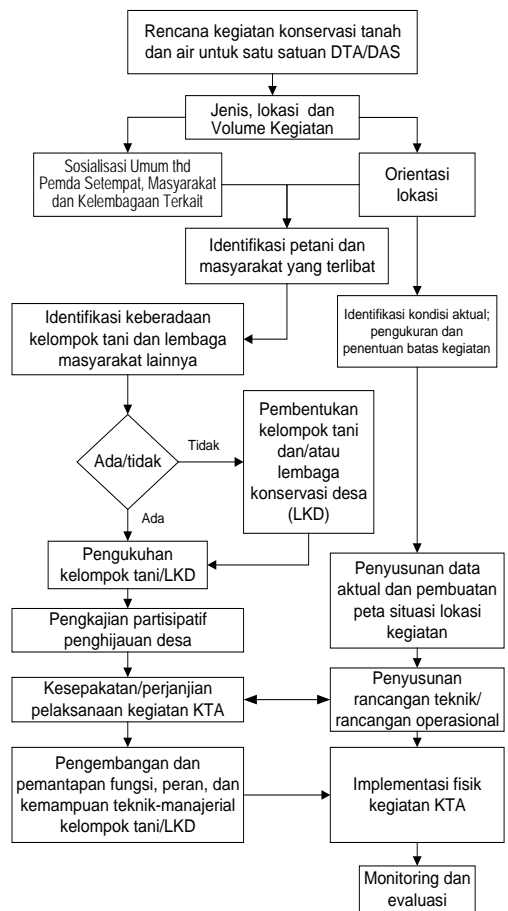 Rencana kegiatan konservasi tanah
dan air untuk satu satuan DTA/DAS
Jenis, lokasi dan
Volume Kegiatan
Sosialisasi Umum thd
Pemda Setempat, Masyarakat
dan Kelembagaan Terkait
Orientasi
lokasi
Identifikasi petani dan
masyarakat yang terlibat
Identifikasi keberadaan
kelompok tani dan lembaga
masyarakat lainnya
Identifikasi kondisi aktual;
pengukuran dan
penentuan batas kegiatan
Ada/tidak
Tidak
Pembentukan
kelompok tani
dan/atau
lembaga
konservasi desa
(LKD)
Ada
Pengukuhan
kelompok tani/LKD
Penyusunan data
aktual dan pembuatan
peta situasi lokasi
kegiatan
Pengkajian partisipatif
penghijauan desa
Kesepakatan/perjanjian
pelaksanaan kegiatan KTA
Penyusunan
rancangan teknik/
rancangan operasional
Pengembangan dan
pemantapan fungsi, peran, dan
kemampuan teknik-manajerial
kelompok tani/LKD
Implementasi fisik
kegiatan KTA
Monitoring dan
evaluasi